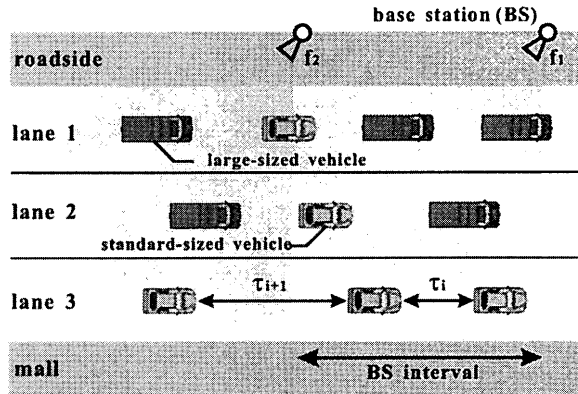 base station (BS)
roadside
f₂
f₁
lane 1
large-sized vehicle
lane 2
standard-sized vehicle
lane 3
τᵢ₊₁
τᵢ
mall
BS interval